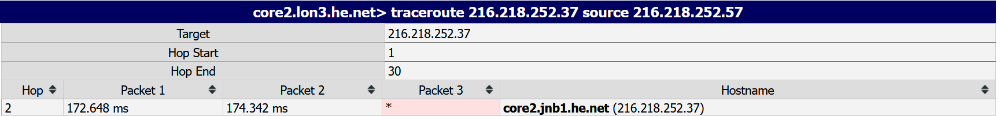 core2.lon3.he.net> traceroute 216.218.252.37 source 216.218.252.57
Target 216.218.252.37
Hop Start 1
Hop End 30
Hop Packet 1 Packet 2 Packet 3 Hostname
2 172.648 ms 174.342 ms * core2.jnb1.he.net (216.218.252.37)